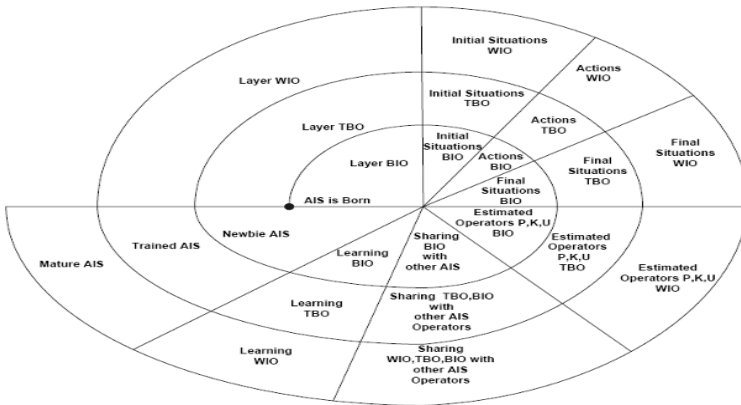 Initial Situations
WIO
Actions
WIO
Layer WIO
Initial Situations
TBO
Actions
TBO
Final
Situations
WIO
Layer TBO
Initial
Situations
BIO
Actions
BIO
Final
Situations
TBO
Layer BIO
Final
Situations
BIO
AIS is Born
Estimated
Operators P,K,U
BIO
Newbie AIS
Trained AIS
Mature AIS
Sharing
BIO
with
other AIS
Estimated
Operators
P,K,U
TBO
Learning
BIO
Estimated
Operators P,K,U
WIO
Learning
TBO
Sharing TBO,BIO
with
other AIS
Operators
Learning
WIO
Sharing
WIO,TBO,BIO with
other AIS
Operators